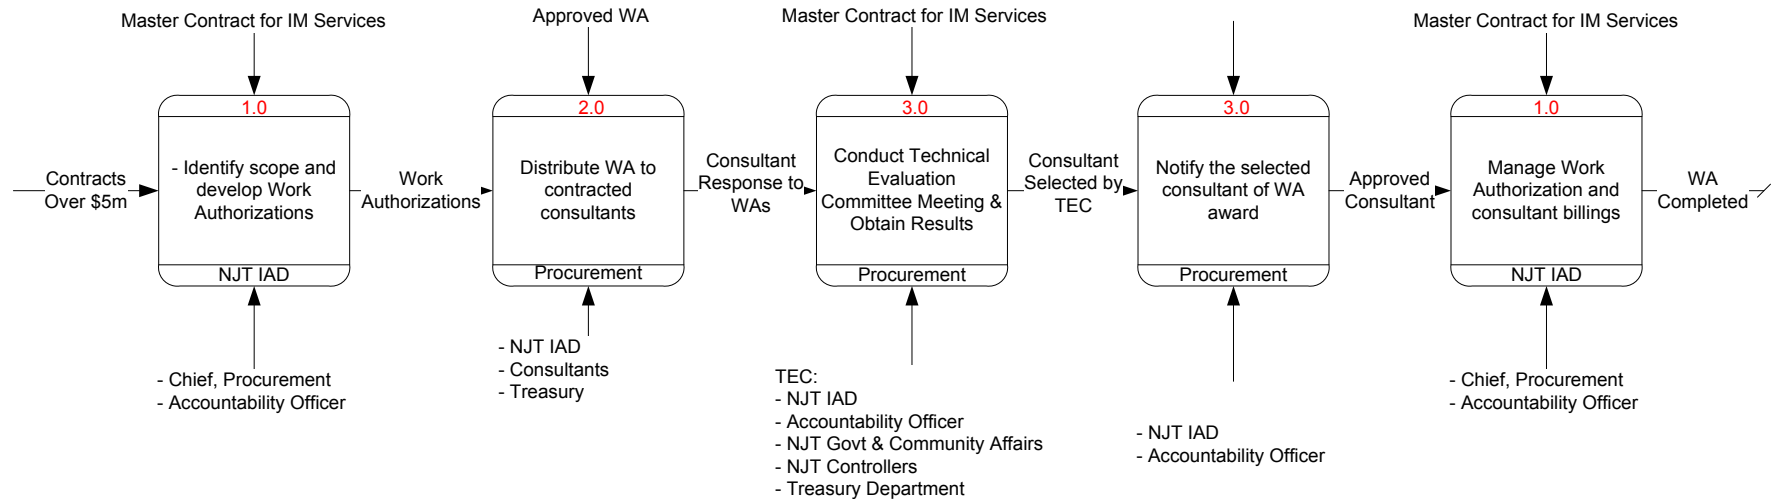 Master Contract for IM Services
Approved WA
Master Contract for IM Services
Master Contract for IM Services
Contracts
Over $5m
1.0
- Identify scope and
develop Work
Authorizations
NJT IAD
- Chief, Procurement
- Accountability Officer
Work
Authorizations
2.0
Distribute WA to
contracted
consultants
Procurement
- NJT IAD
- Consultants
- Treasury
Consultant
Response to
WAs
3.0
Conduct Technical
Evaluation
Committee Meeting &
Obtain Results
Procurement
TEC:
- NJT IAD
- Accountability Officer
- NJT Govt & Community Affairs
- NJT Controllers
- Treasury Department
Consultant
Selected by
TEC
3.0
Notify the selected
consultant of WA
award
Procurement
- NJT IAD
- Accountability Officer
Approved
Consultant
1.0
Manage Work
Authorization and
consultant billings
NJT IAD
- Chief, Procurement
- Accountability Officer
WA
Completed